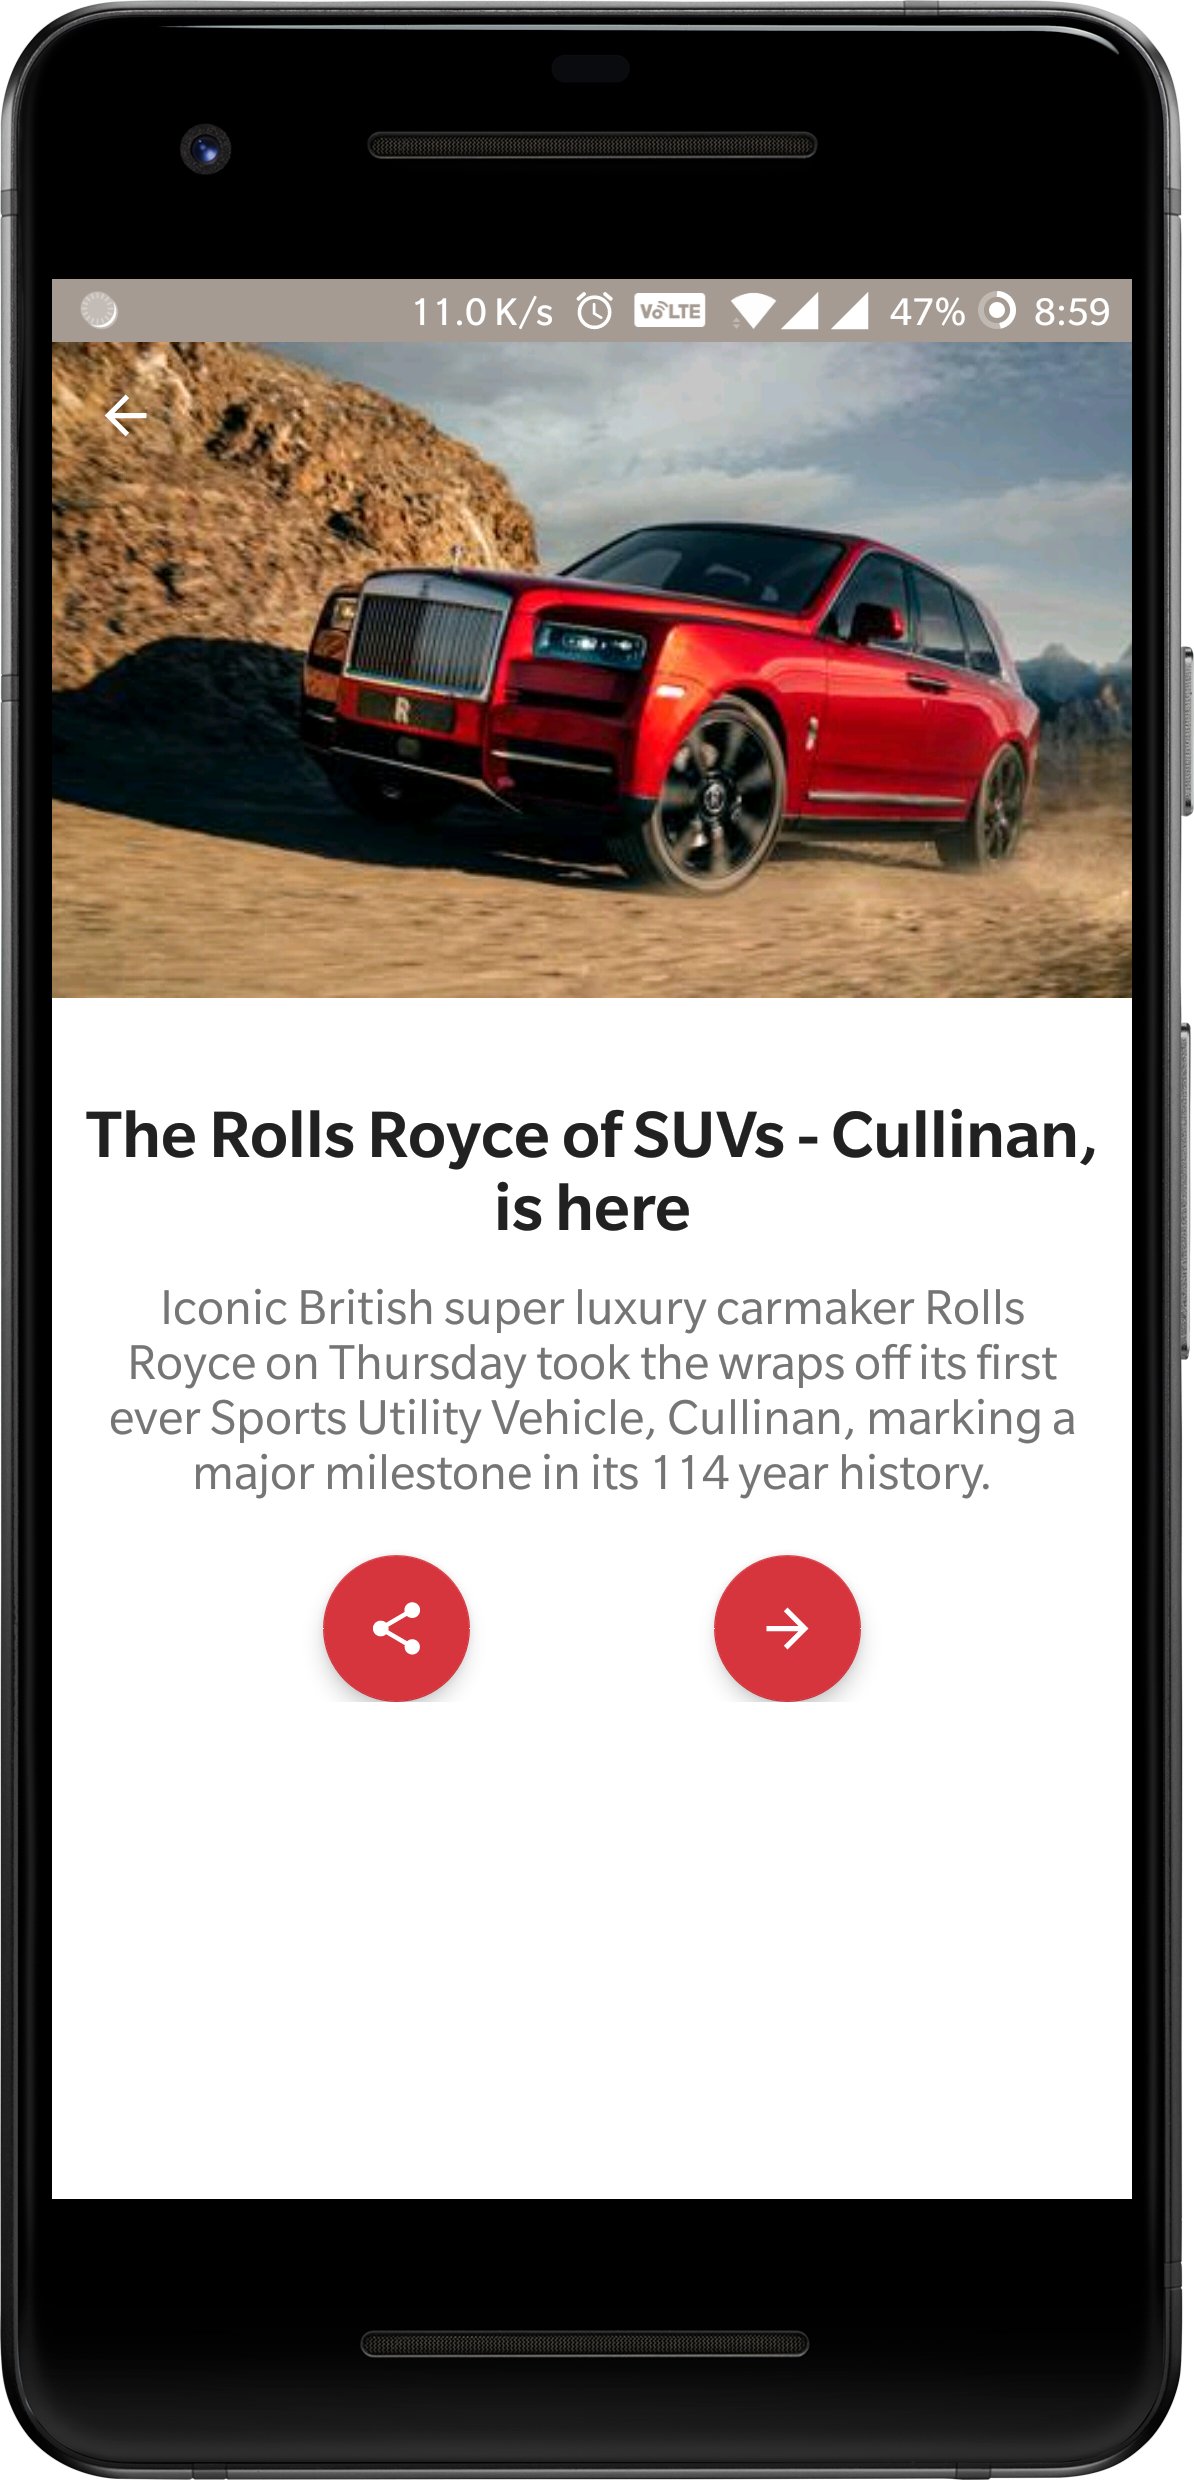 11.0 K/s VoLTE 47% 8:59
R
The Rolls Royce of SUVs - Cullinan,
is here
Iconic British super luxury carmaker Rolls
Royce on Thursday took the wraps off its first
ever Sports Utility Vehicle, Cullinan, marking a
major milestone in its 114 year history.